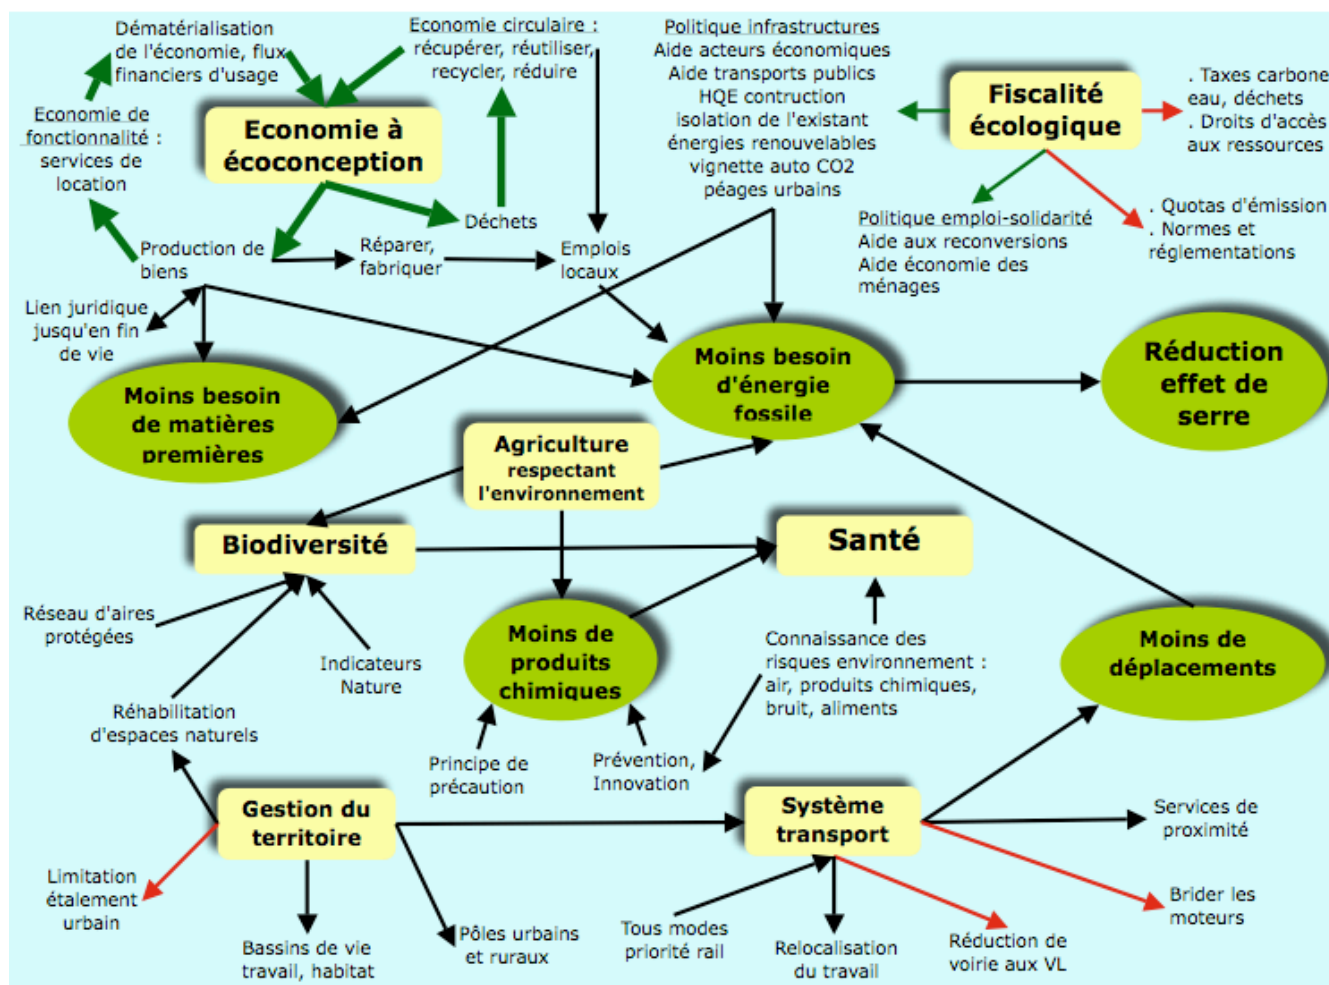 Dématérialisation
de l'économie, flux
financiers d'usage
Economie circulaire :
récupérer, réutiliser,
recycler, réduire
Politique infrastructures
Aide acteurs économiques
Aide transports publics
HQE contruction
isolation de l'existant
énergies renouvelables
vignette auto CO2
péages urbains
Fiscalité
écologique
. Taxes carbone
eau, déchets
. Droits d'accès
aux ressources
Economie de
fonctionnalité :
services de
location
Economie à
écoconception
Déchets
Politique emploi-solidarité
Aide aux reconversions
Aide économie des
ménages
. Quotas d'émission
. Normes et
réglementations
Production de
biens
Réparer,
fabriquer
Emplois
locaux
Lien juridique
jusqu'en fin
de vie
Moins besoin
de matières
premières
Moins besoin
d'énergie
fossile
Réduction
effet de
serre
Agriculture
respectant
l'environnement
Biodiversité
Santé
Réseau d'aires
protégées
Indicateurs
Nature
Moins de
produits
chimiques
Connaissance des
risques environnement :
air, produits chimiques,
bruit, aliments
Moins de
déplacements
Réhabilitation
d'espaces naturels
Principe de
précaution
Prévention,
Innovation
Gestion du
territoire
Système
transport
Services de
proximité
Limitation
étalement
urbain
Bassins de vie
travail, habitat
Pôles urbains
et ruraux
Tous modes
priorité rail
Relocalisation
du travail
Réduction de
voirie aux VL
Brider les
moteurs